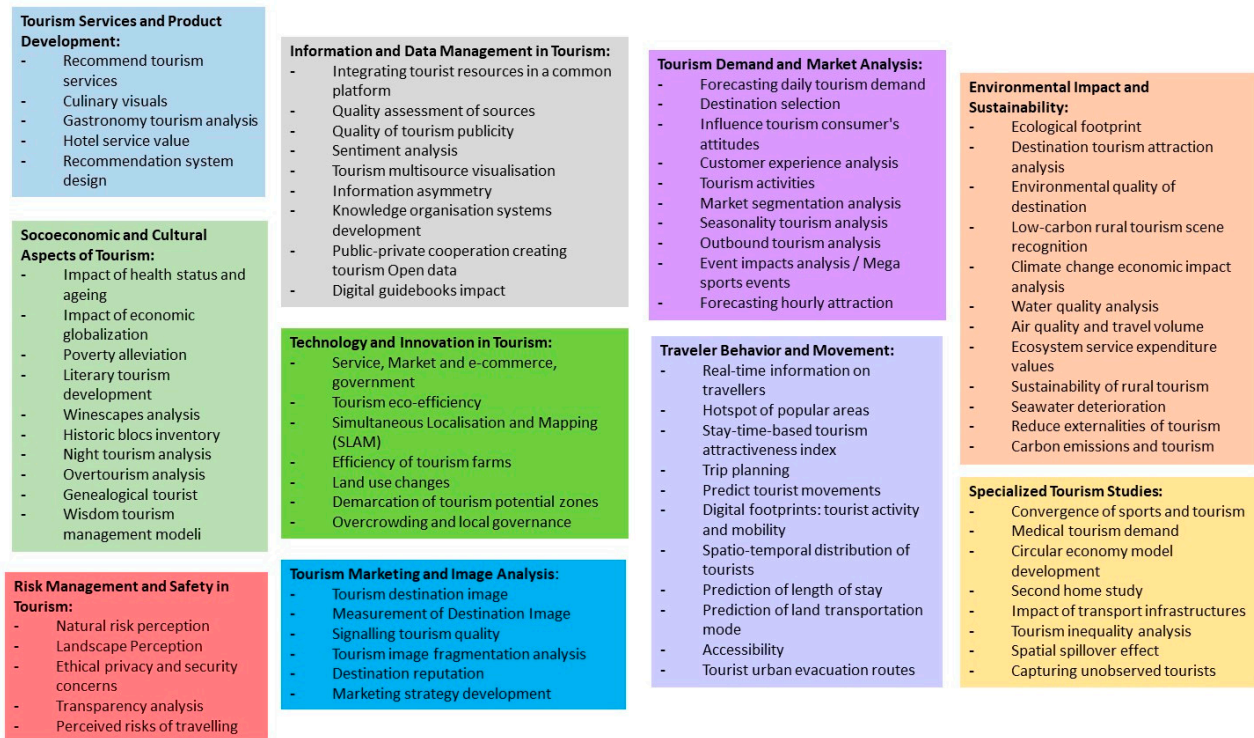 Tourism Services and Product
Development:
- Recommend tourism
services
- Culinary visuals
- Gastronomy tourism analysis
- Hotel service value
- Recommendation system
design
Socoeconomic and Cultural
Aspects of Tourism:
- Impact of health status and
ageing
- Impact of economic
globalization
- Poverty alleviation
- Literary tourism
development
- Winescapes analysis
- Historic blocs inventory
- Night tourism analysis
- Overtourism analysis
- Genealogical tourist
- Wisdom tourism
management modeli
Risk Management and Safety in
Tourism:
- Natural risk perception
- Landscape Perception
- Ethical privacy and security
concerns
- Transparency analysis
- Perceived risks of travelling
Information and Data Management in Tourism:
- Integrating tourist resources in a common
platform
- Quality assessment of sources
- Quality of tourism publicity
- Sentiment analysis
- Tourism multisource visualisation
- Information asymmetry
- Knowledge organisation systems
development
- Public-private cooperation creating
tourism Open data
- Digital guidebooks impact
Technology and Innovation in Tourism:
- Service, Market and e-commerce,
government
- Tourism eco-efficiency
- Simultaneous Localisation and Mapping
(SLAM)
- Efficiency of tourism farms
- Land use changes
- Demarcation of tourism potential zones
- Overcrowding and local governance
Tourism Marketing and Image Analysis:
- Tourism destination image
- Measurement of Destination Image
- Signalling tourism quality
- Tourism image fragmentation analysis
- Destination reputation
- Marketing strategy development
Tourism Demand and Market Analysis:
- Forecasting daily tourism demand
- Destination selection
- Influence tourism consumer's
attitudes
- Customer experience analysis
- Tourism activities
- Market segmentation analysis
- Seasonality tourism analysis
- Outbound tourism analysis
- Event impacts analysis / Mega
sports events
- Forecasting hourly attraction
Traveler Behavior and Movement:
- Real-time information on
travellers
- Hotspot of popular areas
- Stay-time-based tourism
attractiveness index
- Trip planning
- Predict tourist movements
- Digital footprints: tourist activity
and mobility
- Spatio-temporal distribution of
tourists
- Prediction of length of stay
- Prediction of land transportation
mode
- Accessibility
- Tourist urban evacuation routes
Environmental Impact and
Sustainability:
- Ecological footprint
- Destination tourism attraction
analysis
- Environmental quality of
destination
- Low-carbon rural tourism scene
recognition
- Climate change economic impact
analysis
- Water quality analysis
- Air quality and travel volume
- Ecosystem service expenditure
values
- Sustainability of rural tourism
- Seawater deterioration
- Reduce externalities of tourism
- Carbon emissions and tourism
Specialized Tourism Studies:
- Convergence of sports and tourism
- Medical tourism demand
- Circular economy model
development
- Second home study
- Impact of transport infrastructures
- Tourism inequality analysis
- Spatial spillover effect
- Capturing unobserved tourists